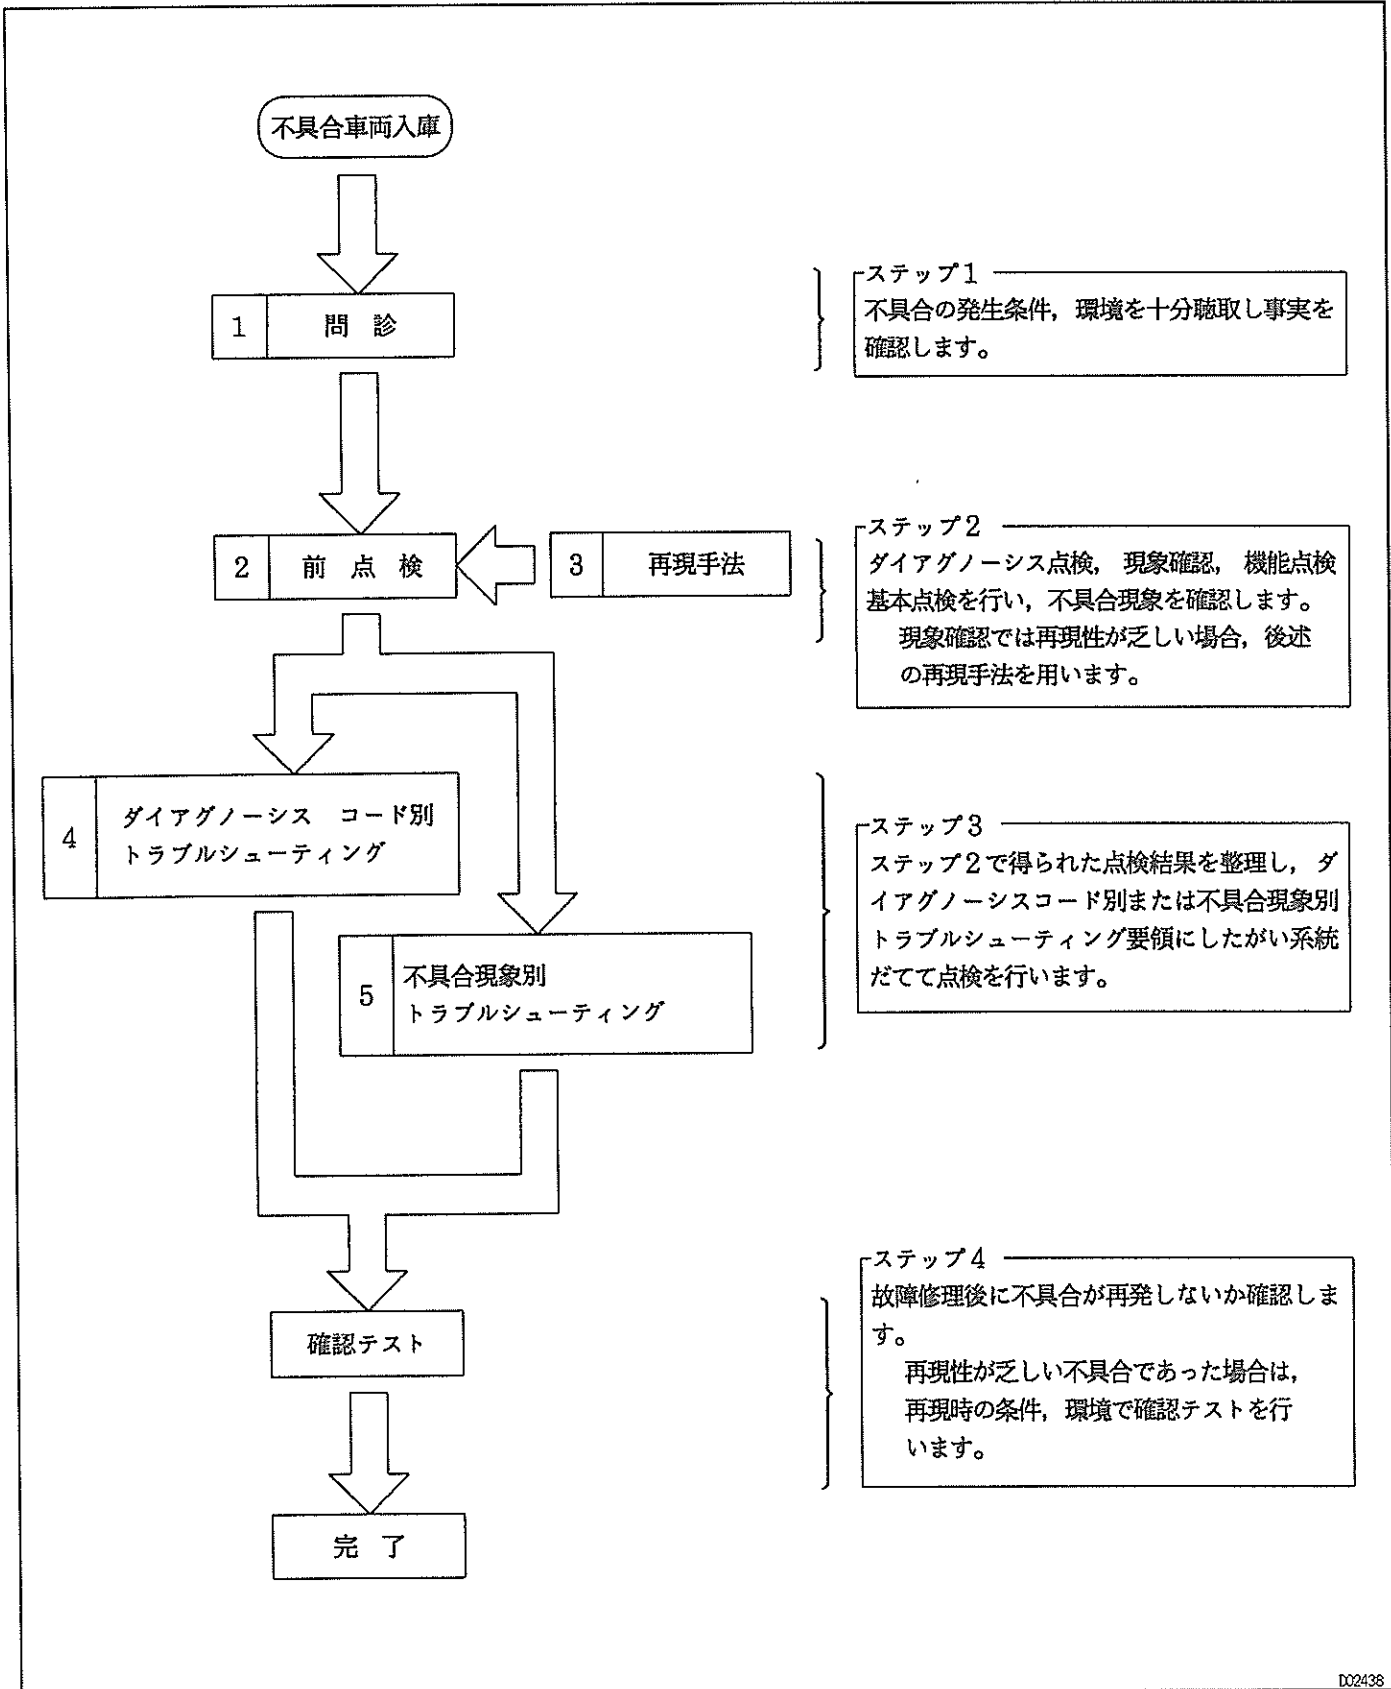 不具合車両入庫
1 問診
ステップ1
不具合の発生条件，環境を十分聴取し事実を
確認します。
2 前点検
3 再現手法
ステップ2
ダイアグノーシス点検，現象確認，機能点検
基本点検を行い，不具合現象を確認します。
現象確認では再現性が乏しい場合，後述
の再現手法を用います。
4 ダイアグノーシス コード別
トラブルシューティング
5 不具合現象別
トラブルシューティング
ステップ3
ステップ2で得られた点検結果を整理し，ダ
イアグノーシスコード別または不具合現象別
トラブルシューティング要領にしたがい系統
だてて点検を行います。
確認テスト
ステップ4
故障修理後に不具合が再発しないか確認しま
す。
再現性が乏しい不具合であった場合は，
再現時の条件，環境で確認テストを行
います。
完了
D02438